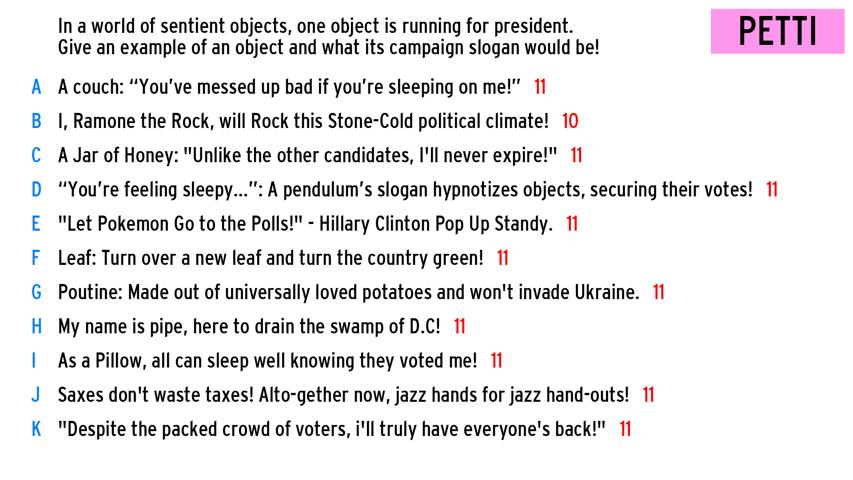 In a world of sentient objects, one object is running for president.
Give an example of an object and what its campaign slogan would be!
PETTI
A A couch: “You’ve messed up bad if you’re sleeping on me!” 11
B I, Ramone the Rock, will Rock this Stone-Cold political climate! 10
C A Jar of Honey: "Unlike the other candidates, I'll never expire!" 11
D “You’re feeling sleepy...”: A pendulum’s slogan hypnotizes objects, securing their votes! 11
E "Let Pokemon Go to the Polls!" - Hillary Clinton Pop Up Standy. 11
F Leaf: Turn over a new leaf and turn the country green! 11
G Poutine: Made out of universally loved potatoes and won't invade Ukraine. 11
H My name is pipe, here to drain the swamp of D.C! 11
I As a Pillow, all can sleep well knowing they voted me! 11
J Saxes don't waste taxes! Alto-gether now, jazz hands for jazz hand-outs! 11
K "Despite the packed crowd of voters, i'll truly have everyone's back!" 11